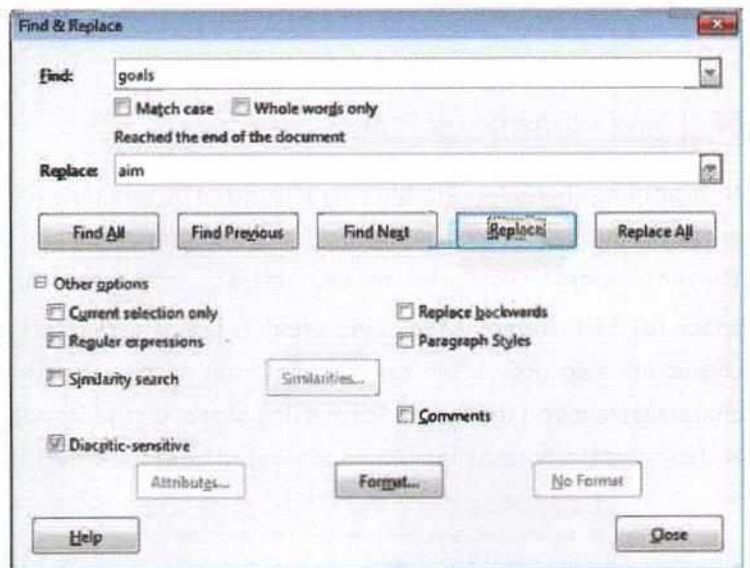 Find & Replace
Find: goals
Match case Whole words only
Reached the end of the document
Replace: aim
Find All Find Previous Find Next Replace Replace All
Other options
Current selection only Replace backwards
Regular expressions Paragraph Styles
Similarity search Similarities...
Comments
Diacritic-sensitive
Attributes... Format... No Format
Help Close